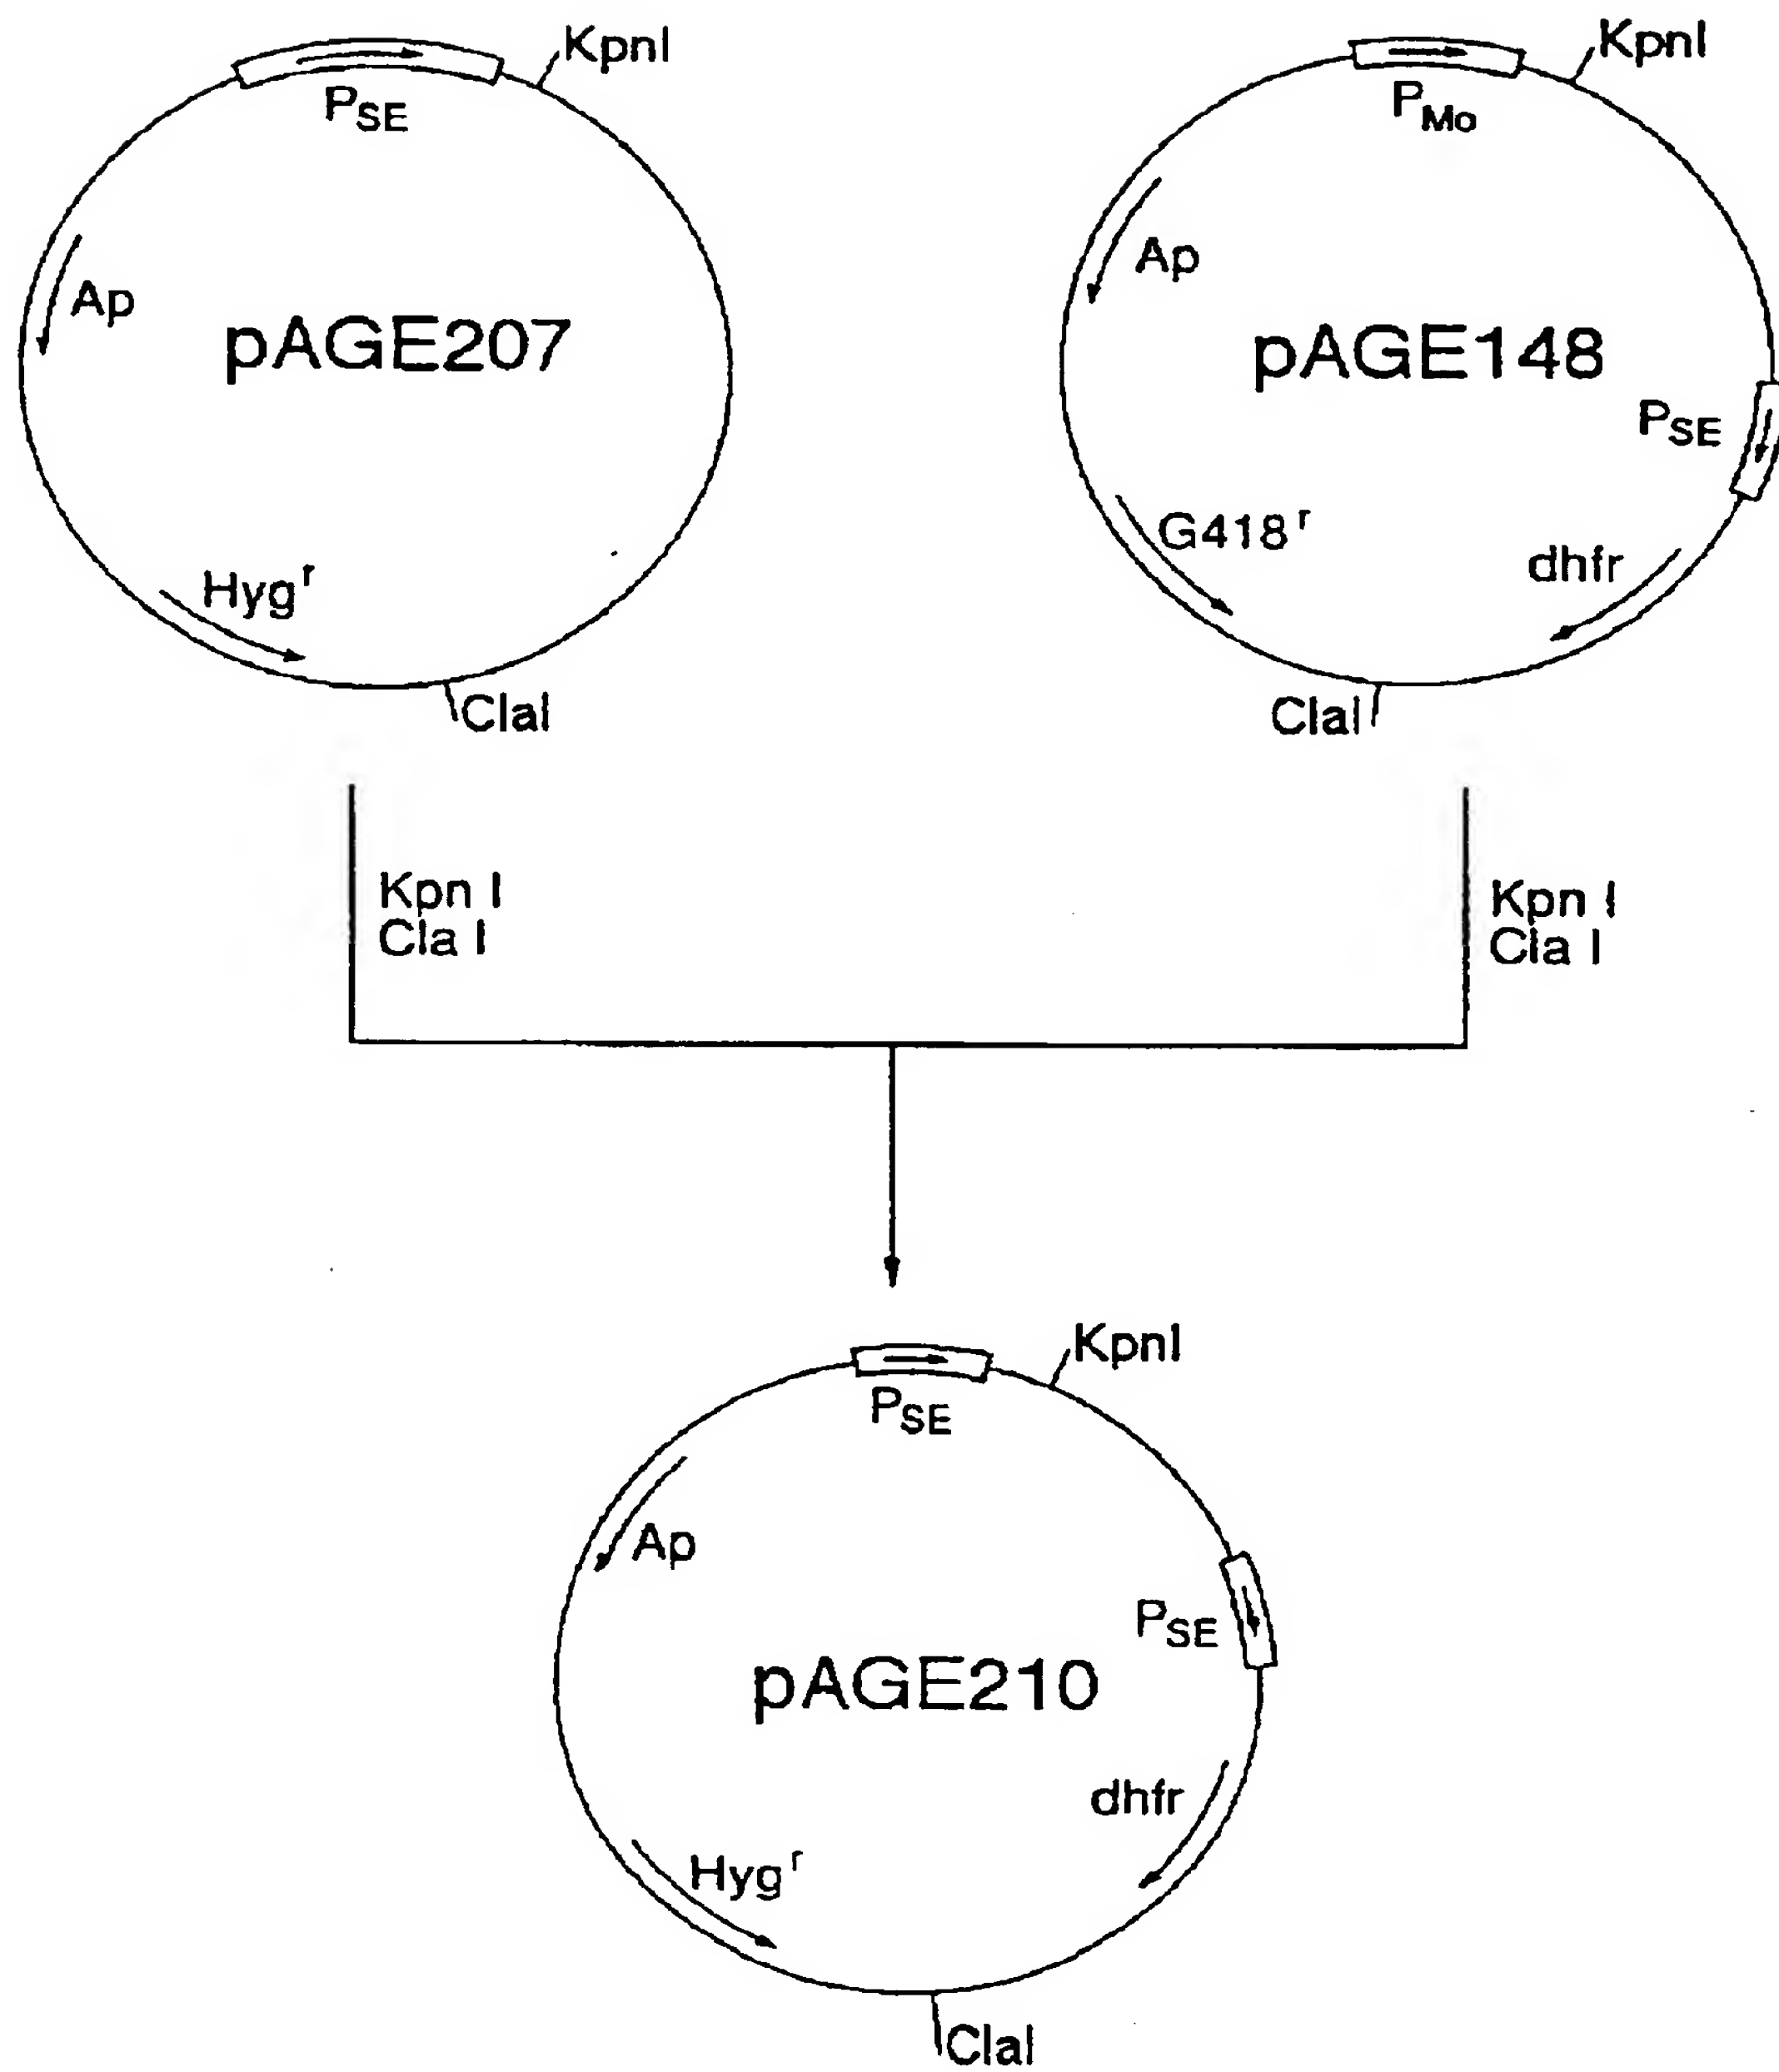 KpnI
PSE
Ap
pAGE207
Hygr
ClaI
KpnI
PMo
Ap
pAGE148
PSE
G418r
dhfr
ClaI
Kpn I
Cla I
Kpn I
Cla I
KpnI
PSE
Ap
PSE
pAGE210
dhfr
Hygr
ClaI